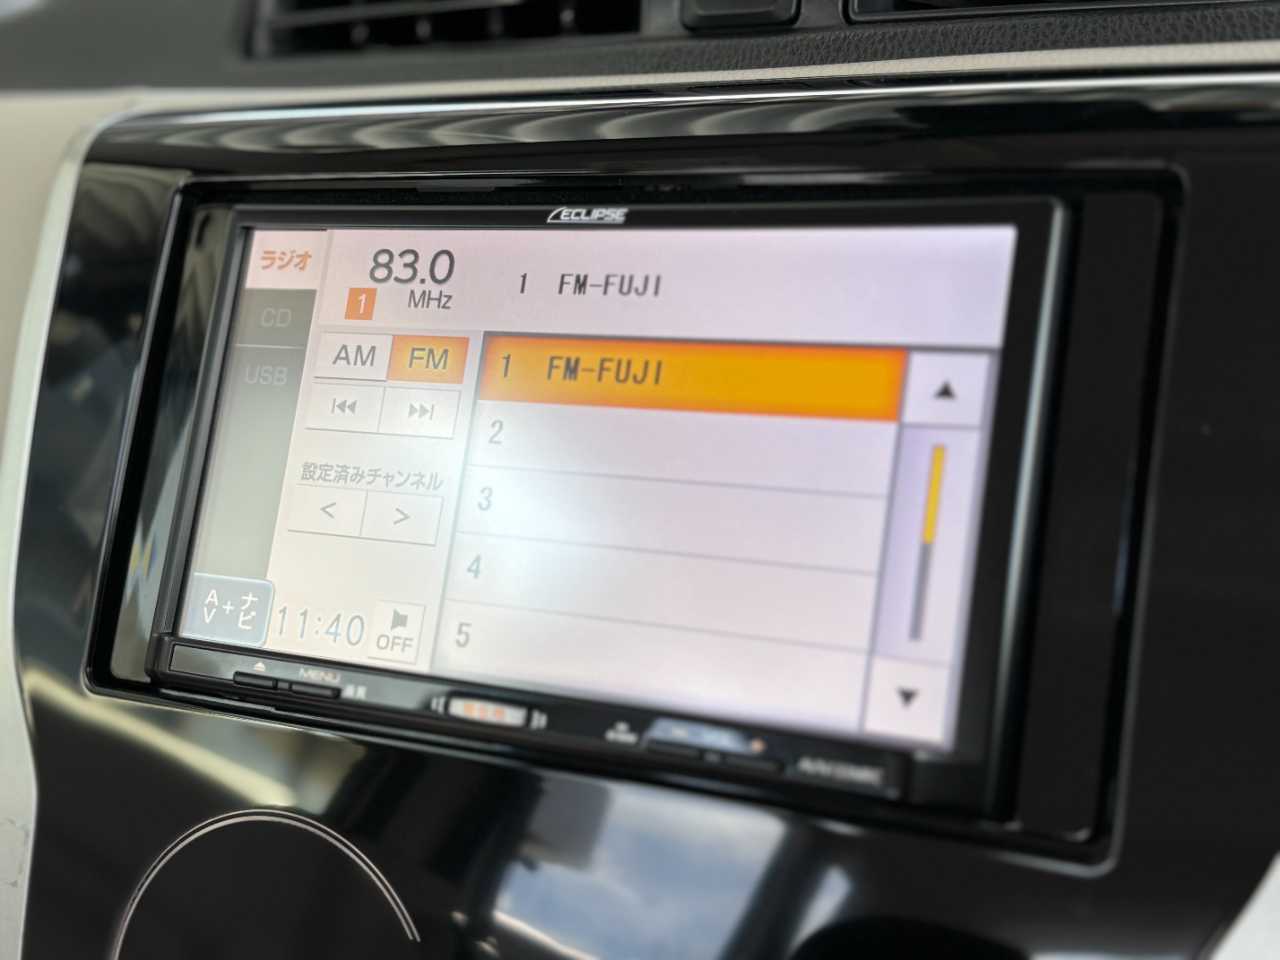 ECLIPSE
ラジオ
83.0
1 MHz
1 FM-FUJI
CD
USB
AM FM
設定済みチャンネル
< >
1 FM-FUJI
2
3
4
5
AV + ナビ
11:40
OFF
MENU